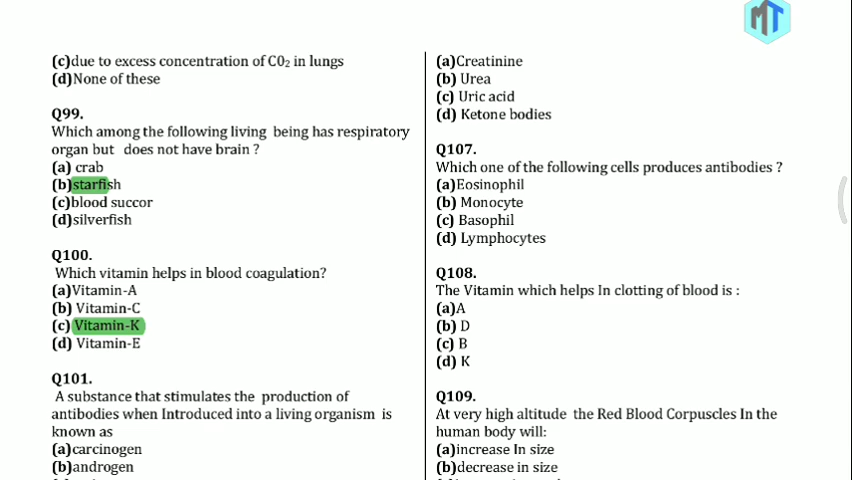 MT
(c)due to excess concentration of CO₂ in lungs
(d)None of these
Q99.
Which among the following living being has respiratory
organ but does not have brain ?
(a) crab
(b)starfish
(c)blood succor
(d)silverfish
Q100.
Which vitamin helps in blood coagulation?
(a)Vitamin-A
(b) Vitamin-C
(c) Vitamin-K
(d) Vitamin-E
Q101.
A substance that stimulates the production of
antibodies when Introduced into a living organism is
known as
(a)carcinogen
(b)androgen
(a)Creatinine
(b) Urea
(c) Uric acid
(d) Ketone bodies
Q107.
Which one of the following cells produces antibodies ?
(a)Eosinophil
(b) Monocyte
(c) Basophil
(d) Lymphocytes
Q108.
The Vitamin which helps In clotting of blood is :
(a)A
(b) D
(c) B
(d) K
Q109.
At very high altitude the Red Blood Corpuscles In the
human body will:
(a)increase In size
(b)decrease in size